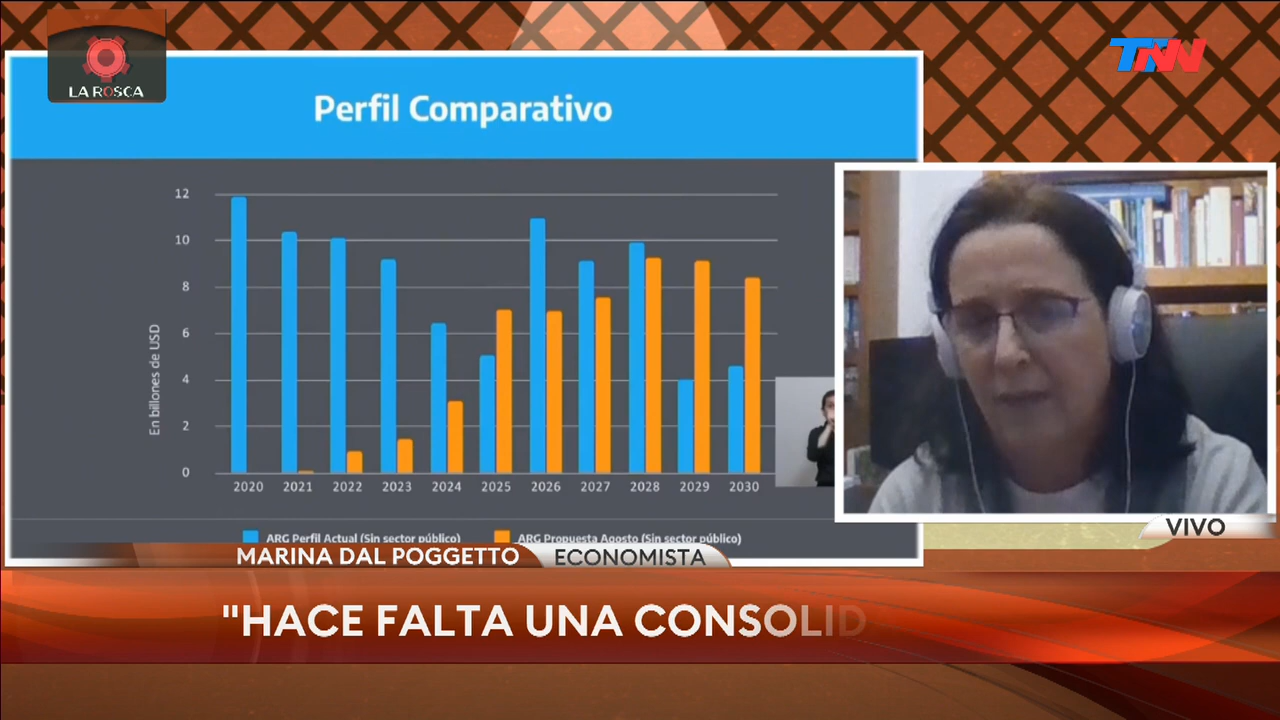 LA ROSCA
TN
Perfil Comparativo
12
10
8
6
4
2
0
En billones de USD
2020 2021 2022 2023 2024 2025 2026 2027 2028 2029 2030
ARG Perfil Actual (Sin sector público) ARG Propuesta Agosto (Sin sector público)
VIVO
MARINA DAL POGGETTO ECONOMISTA
"HACE FALTA UNA CONSOLID